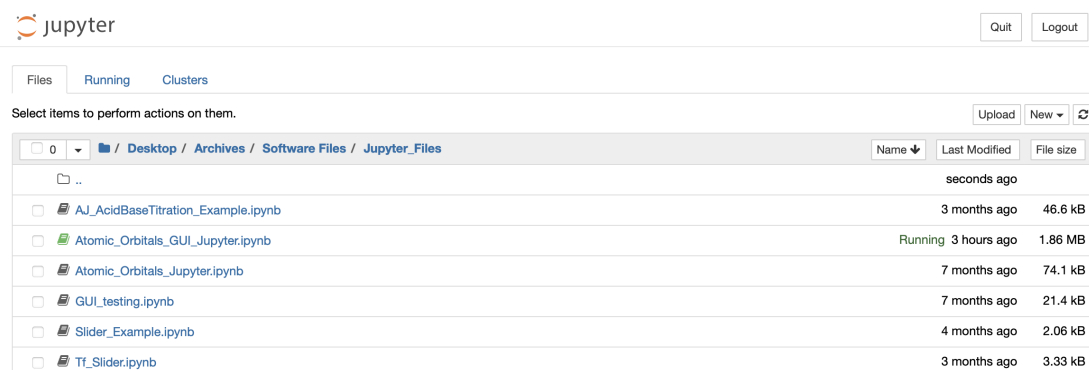 jupyter Quit Logout
Files Running Clusters
Select items to perform actions on them. Upload New
0 / Desktop / Archives / Software Files / Jupyter_Files Name Last Modified File size
.. seconds ago
AJ_AcidBaseTitration_Example.ipynb 3 months ago 46.6 kB
Atomic_Orbitals_GUI_Jupyter.ipynb Running 3 hours ago 1.86 MB
Atomic_Orbitals_Jupyter.ipynb 7 months ago 74.1 kB
GUI_testing.ipynb 7 months ago 21.4 kB
Slider_Example.ipynb 4 months ago 2.06 kB
Tf_Slider.ipynb 3 months ago 3.33 kB